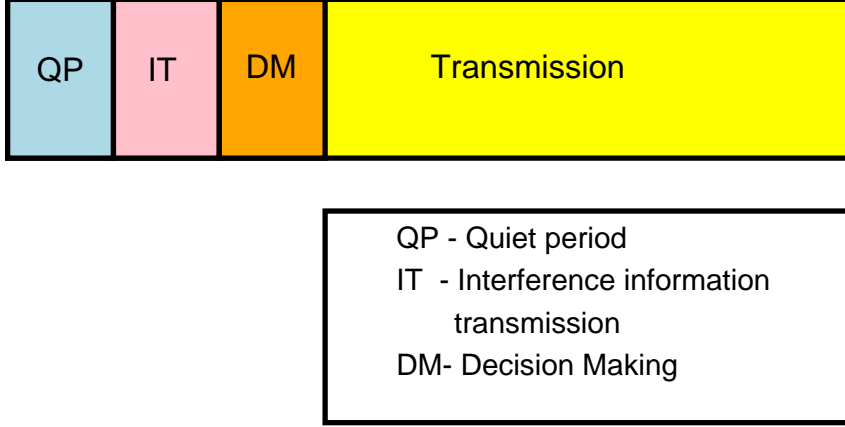 QP IT DM Transmission
QP - Quiet period
IT - Interference information
transmission
DM- Decision Making